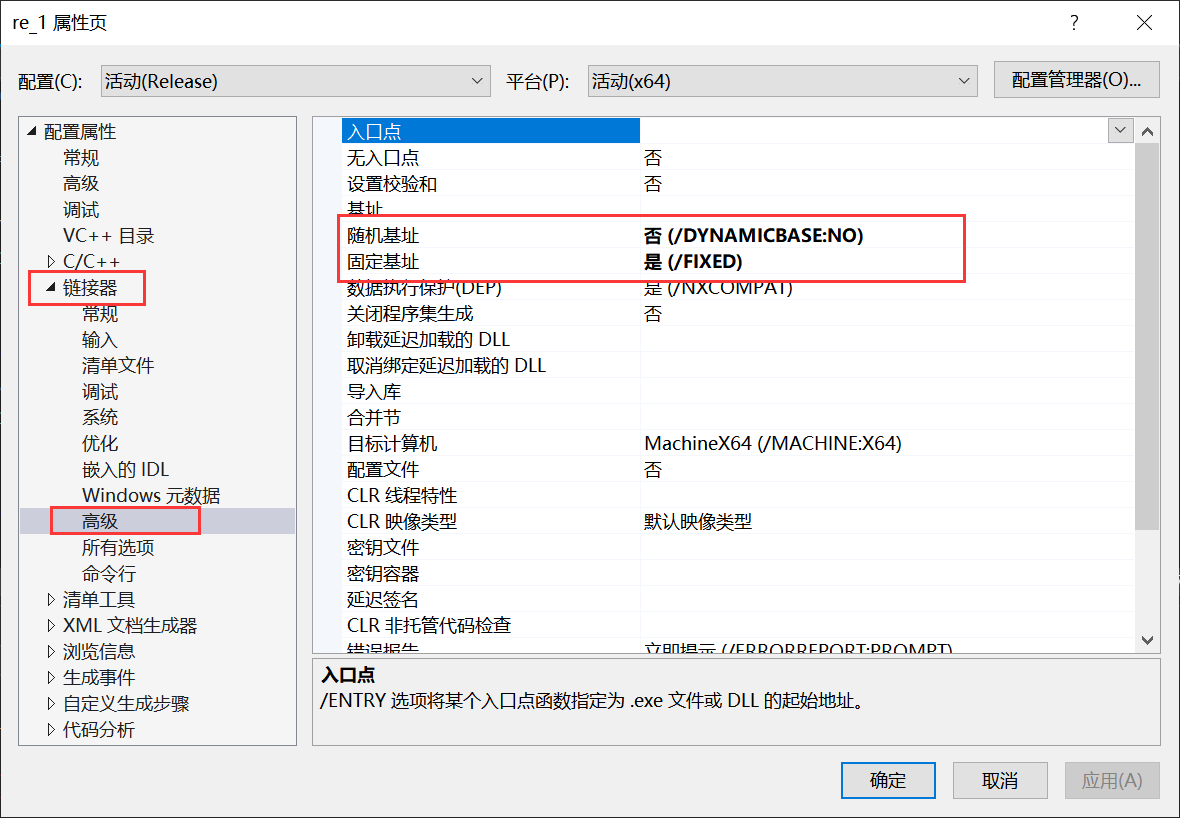 re_1 属性页
?
配置(C): 活动(Release) 平台(P): 活动(x64) 配置管理器(O)...
配置属性
常规
高级
调试
VC++ 目录
C/C++
链接器
常规
输入
清单文件
调试
系统
优化
嵌入的 IDL
Windows 元数据
高级
所有选项
命令行
清单工具
XML 文档生成器
浏览信息
生成事件
自定义生成步骤
代码分析
入口点
无入口点 否
设置校验和 否
基址
随机基址 否 (/DYNAMICBASE:NO)
固定基址 是 (/FIXED)
数据执行保护(DEP) 是 (/NXCOMPAT)
关闭程序集生成 否
卸载延迟加载的 DLL
取消绑定延迟加载的 DLL
导入库
合并节
目标计算机 MachineX64 (/MACHINE:X64)
配置文件 否
CLR 线程特性
CLR 映像类型 默认映像类型
密钥文件
密钥容器
延迟签名
CLR 非托管代码检查
错误报告 立即提示 (/ERRORREPORT:PROMPT)
入口点
/ENTRY 选项将某个入口点函数指定为 .exe 文件或 DLL 的起始地址。
确定 取消 应用(A)